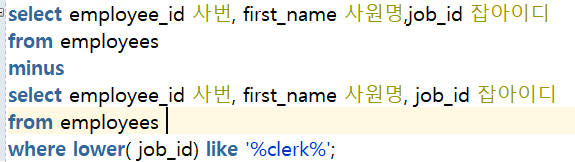 select employee_id 사번, first_name 사원명,job_id 잡아이디
from employees
minus
select employee_id 사번, first_name 사원명, job_id 잡아이디
from employees
where lower( job_id) like '%clerk%';